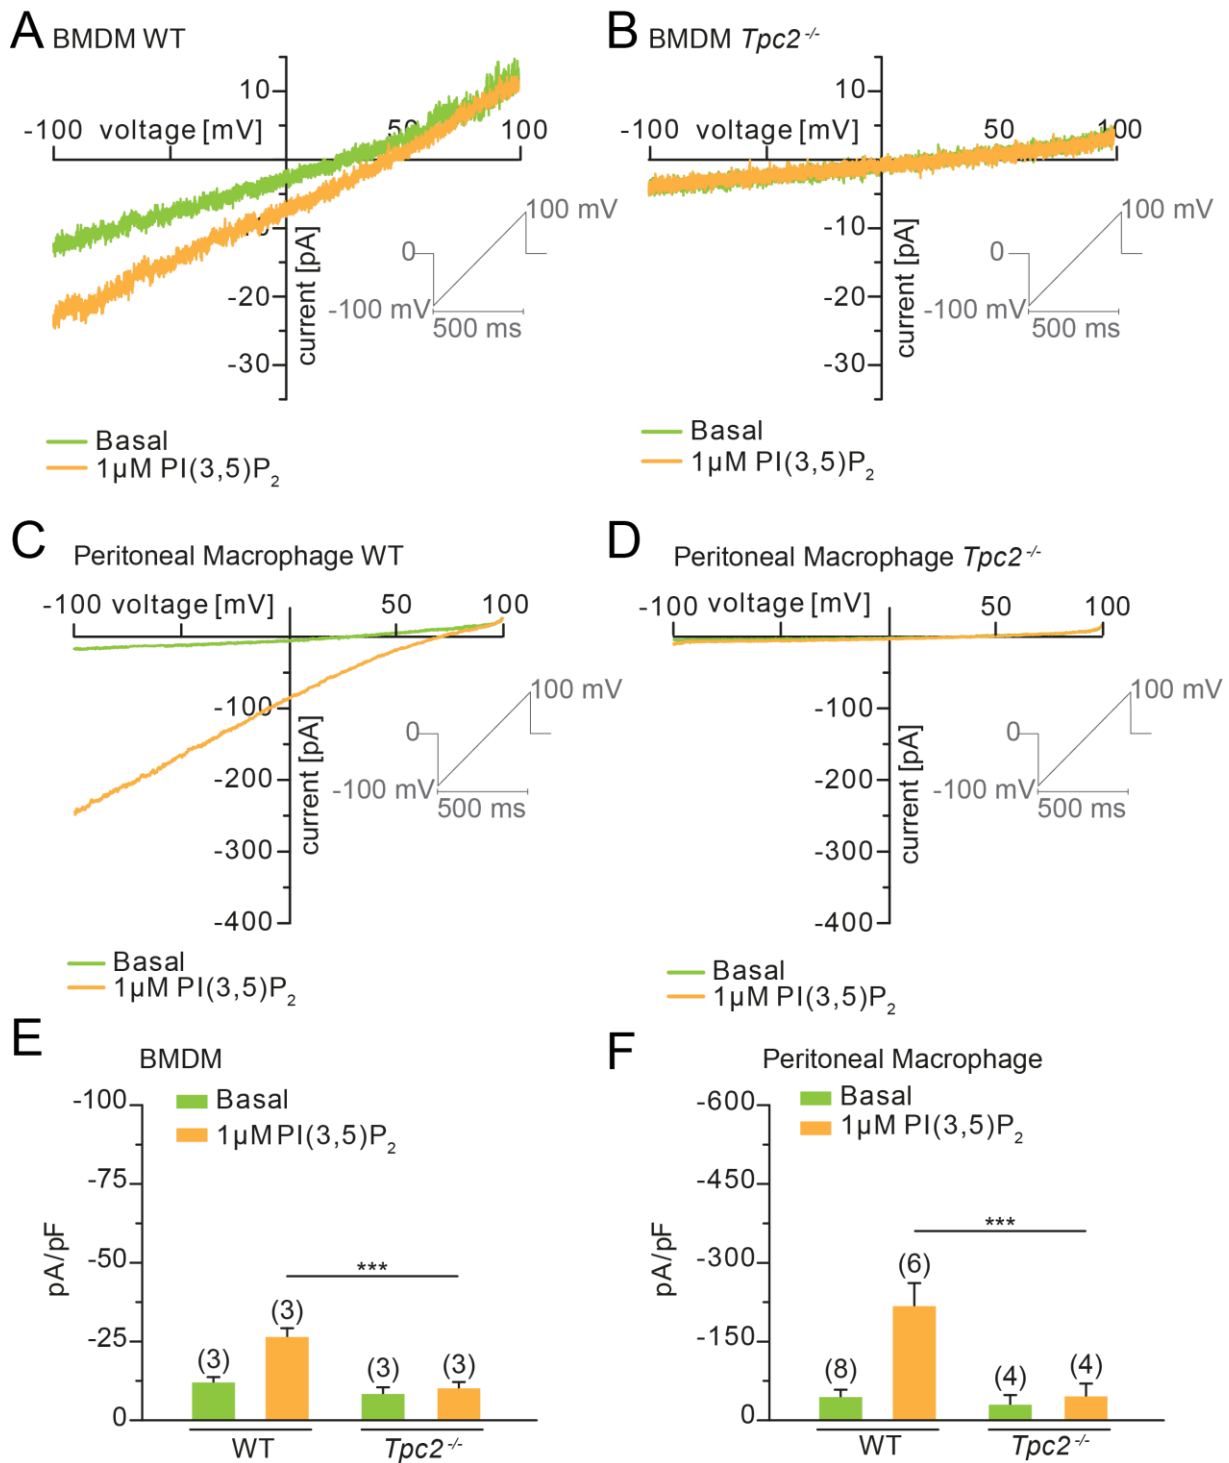 A BMDM WT
10
-100 voltage [mV] 50 100
-10
-20
-30
current [pA]
100 mV
0
-100 mV
500 ms
Basal
1µM PI(3,5)P2
B BMDM Tpc2 -/-
10
-100 voltage [mV] 50 100
-10
-20
-30
current [pA]
100 mV
0
-100 mV
500 ms
Basal
1µM PI(3,5)P2
C Peritoneal Macrophage WT
-100 voltage [mV] 50 100
-100
-200
-300
-400
current [pA]
100 mV
0
-100 mV
500 ms
Basal
1µM PI(3,5)P2
D Peritoneal Macrophage Tpc2 -/-
-100 voltage [mV] 50 100
-100
-200
-300
-400
current [pA]
100 mV
0
-100 mV
500 ms
Basal
1µM PI(3,5)P2
E BMDM
Basal
1µM PI(3,5)P2
-100
-75
-50
-25
0
pA/pF
***
(3) (3) (3) (3)
WT Tpc2 -/-
F Peritoneal Macrophage
Basal
1µM PI(3,5)P2
-600
-450
-300
-150
0
pA/pF
***
(8) (6) (4) (4)
WT Tpc2 -/-